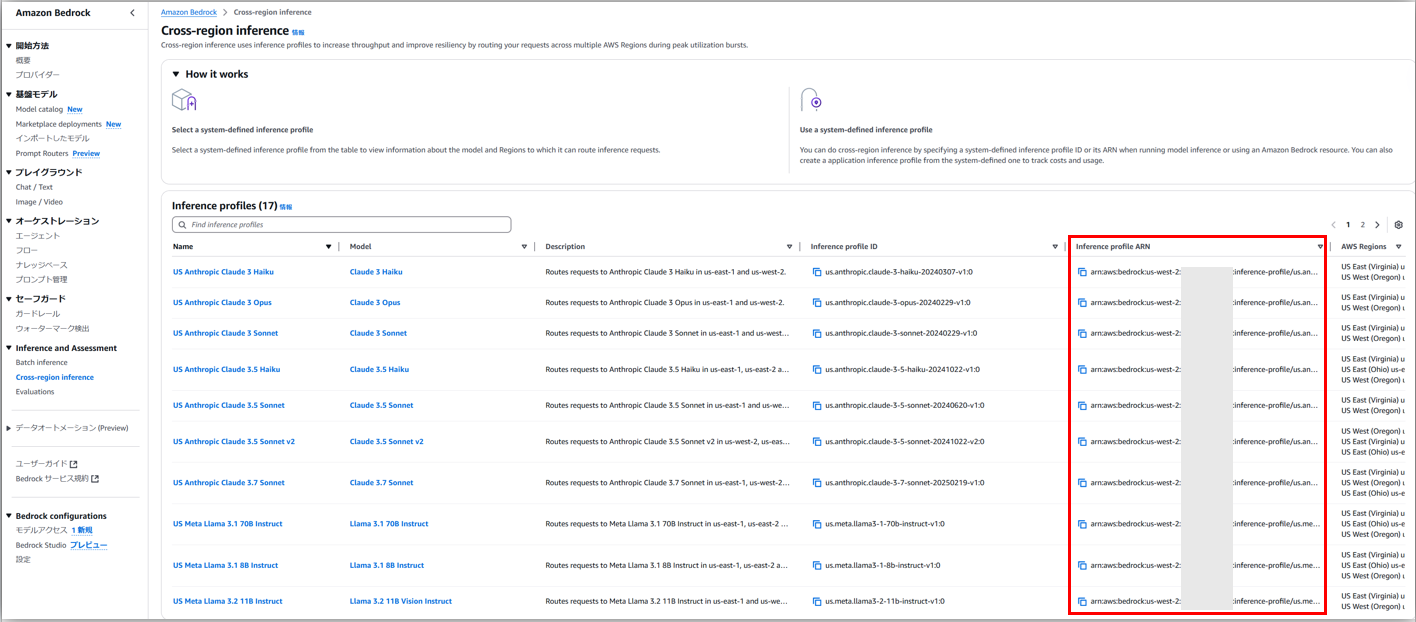 Amazon Bedrock
開始方法
概要
プロバイダー
基盤モデル
Model catalog New
Marketplace deployments New
インポートしたモデル
Prompt Routers Preview
プレイグラウンド
Chat / Text
Image / Video
オーケストレーション
エージェント
フロー
ナレッジベース
プロンプト管理
セーフガード
ガードレール
ウォーターマーク検出
Inference and Assessment
Batch inference
Cross-region inference
Evaluations
データオートメーション (Preview)
ユーザーガイド
Bedrock サービス規約
Bedrock configurations
モデルアクセス 1 新規
Bedrock Studio プレビュー
設定
Amazon Bedrock > Cross-region inference
Cross-region inference 情報
Cross-region inference uses inference profiles to increase throughput and improve resiliency by routing your requests across multiple AWS Regions during peak utilization bursts.
How it works
Select a system-defined inference profile
Select a system-defined inference profile from the table to view information about the model and Regions to which it can route inference requests.
Use a system-defined inference profile
You can do cross-region inference by specifying a system-defined inference profile ID or its ARN when running model inference or using an Amazon Bedrock resource. You can also
create a application inference profile from the system-defined one to track costs and usage.
Inference profiles (17) 情報
Find inference profiles
1 2
Name Model Description Inference profile ID Inference profile ARN AWS Regions
US Anthropic Claude 3 Haiku Claude 3 Haiku Routes requests to Anthropic Claude 3 Haiku in us-east-1 and us-west-2. us.anthropic.claude-3-haiku-20240307-v1:0 arn:aws:bedrock:us-west-2: :inference-profile/us.an...
US East (Virginia) u
US West (Oregon) u
US Anthropic Claude 3 Opus Claude 3 Opus Routes requests to Anthropic Claude 3 Opus in us-east-1 and us-west-2. us.anthropic.claude-3-opus-20240229-v1:0 arn:aws:bedrock:us-west-2: :inference-profile/us.an...
US East (Virginia) u
US West (Oregon) u
US Anthropic Claude 3 Sonnet Claude 3 Sonnet Routes requests to Anthropic Claude 3 Sonnet in us-east-1 and us-west... us.anthropic.claude-3-sonnet-20240229-v1:0 arn:aws:bedrock:us-west-2: :inference-profile/us.an...
US East (Virginia) u
US West (Oregon) u
US Anthropic Claude 3.5 Haiku Claude 3.5 Haiku Routes requests to Anthropic Claude 3.5 Haiku in us-east-1, us-east-2 a... us.anthropic.claude-3-5-haiku-20241022-v1:0 arn:aws:bedrock:us-west-2: :inference-profile/us.an...
US East (Virginia) u
US East (Ohio) us-e
US West (Oregon) u
US Anthropic Claude 3.5 Sonnet Claude 3.5 Sonnet Routes requests to Anthropic Claude 3.5 Sonnet in us-east-1 and us-we... us.anthropic.claude-3-5-sonnet-20240620-v1:0 arn:aws:bedrock:us-west-2: :inference-profile/us.an...
US East (Virginia) u
US West (Oregon) u
US Anthropic Claude 3.5 Sonnet v2 Claude 3.5 Sonnet v2 Routes requests to Anthropic Claude 3.5 Sonnet v2 in us-west-2, us-eas... us.anthropic.claude-3-5-sonnet-20241022-v2:0 arn:aws:bedrock:us-west-2: :inference-profile/us.an...
US West (Oregon) u
US East (Virginia) u
US East (Ohio) us-e
US Anthropic Claude 3.7 Sonnet Claude 3.7 Sonnet Routes requests to Anthropic Claude 3.7 Sonnet in us-east-1, us-west-2... us.anthropic.claude-3-7-sonnet-20250219-v1:0 arn:aws:bedrock:us-west-2: :inference-profile/us.an...
US East (Virginia) u
US West (Oregon) u
US East (Ohio) us-e
US Meta Llama 3.1 70B Instruct Llama 3.1 70B Instruct Routes requests to Meta Llama 3.1 70B Instruct in us-east-1, us-east-2 ... us.meta.llama3-1-70b-instruct-v1:0 arn:aws:bedrock:us-west-2: :inference-profile/us.me...
US East (Virginia) u
US East (Ohio) us-e
US West (Oregon) u
US Meta Llama 3.1 8B Instruct Llama 3.1 8B Instruct Routes requests to Meta Llama 3.1 8B Instruct in us-east-1, us-east-2 a... us.meta.llama3-1-8b-instruct-v1:0 arn:aws:bedrock:us-west-2: :inference-profile/us.me...
US East (Virginia) u
US East (Ohio) us-e
US West (Oregon) u
US Meta Llama 3.2 11B Instruct Llama 3.2 11B Vision Instruct Routes requests to Meta Llama 3.2 11B Instruct in us-east-1 and us-we... us.meta.llama3-2-11b-instruct-v1:0 arn:aws:bedrock:us-west-2: :inference-profile/us.me...
US East (Virginia) u
US West (Oregon) u